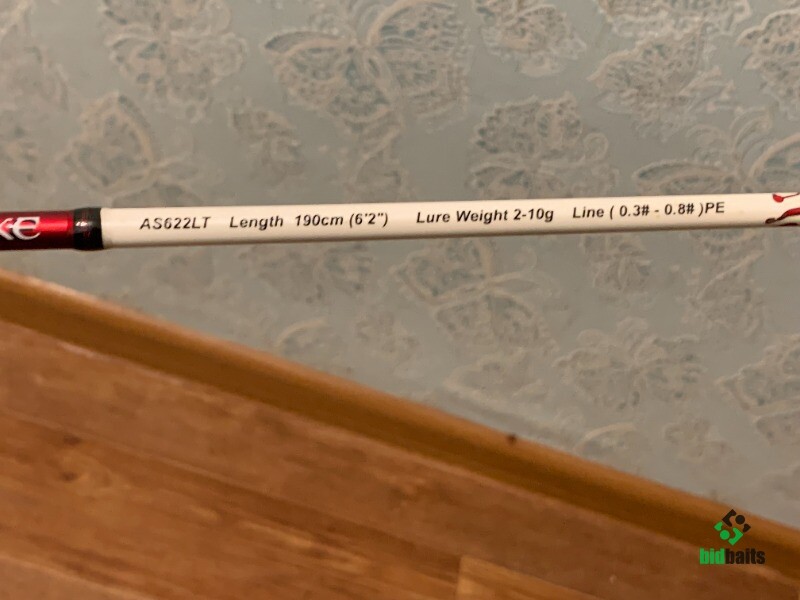 AS622LT Length 190cm (6'2") Lure Weight 2-10g Line ( 0.3# - 0.8# )PE
bidbaits